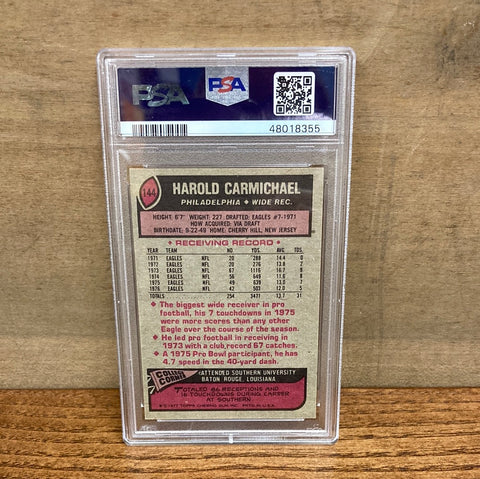 PSA
PSA
48018355
144
HAROLD CARMICHAEL
PHILADELPHIA • WIDE REC.
HEIGHT: 6'7" WEIGHT: 227 DRAFTED: EAGLES #7-1971
HOW ACQUIRED: VIA DRAFT
BIRTHDATE: 9-22-49 HOME: CHERRY HILL, NEW JERSEY
• RECEIVING RECORD •
YEAR TEAM NO. YDS. AVG. TDS
1971 EAGLES NFL 20 288 14.4 0
1972 EAGLES NFL 20 276 13.8 2
1973 EAGLES NFL 67 1116 16.7 9
1974 EAGLES NFL 56 649 11.6 8
1975 EAGLES NFL 49 639 13.0 7
1976 EAGLES NFL 42 503 12.0 5
TOTALS 254 3471 13.7 31
• The biggest wide receiver in pro
football, his 7 touchdowns in 1975
were more scores than any other
Eagle over the course of the season.
• He led pro football in receiving in
1973 with a club record 67 catches.
• A 1975 Pro Bowl participant, he has
4.7 speed in the 40-yard dash.
COLLEGE CORNER
ATTENDED SOUTHERN UNIVERSITY
BATON ROUGE, LOUISIANA
TOTALED 86 RECEPTIONS AND
16 TOUCHDOWNS DURING CAREER
AT SOUTHERN
© 1977 TOPPS CHEWING GUM, INC. PRTD. IN U.S.A.